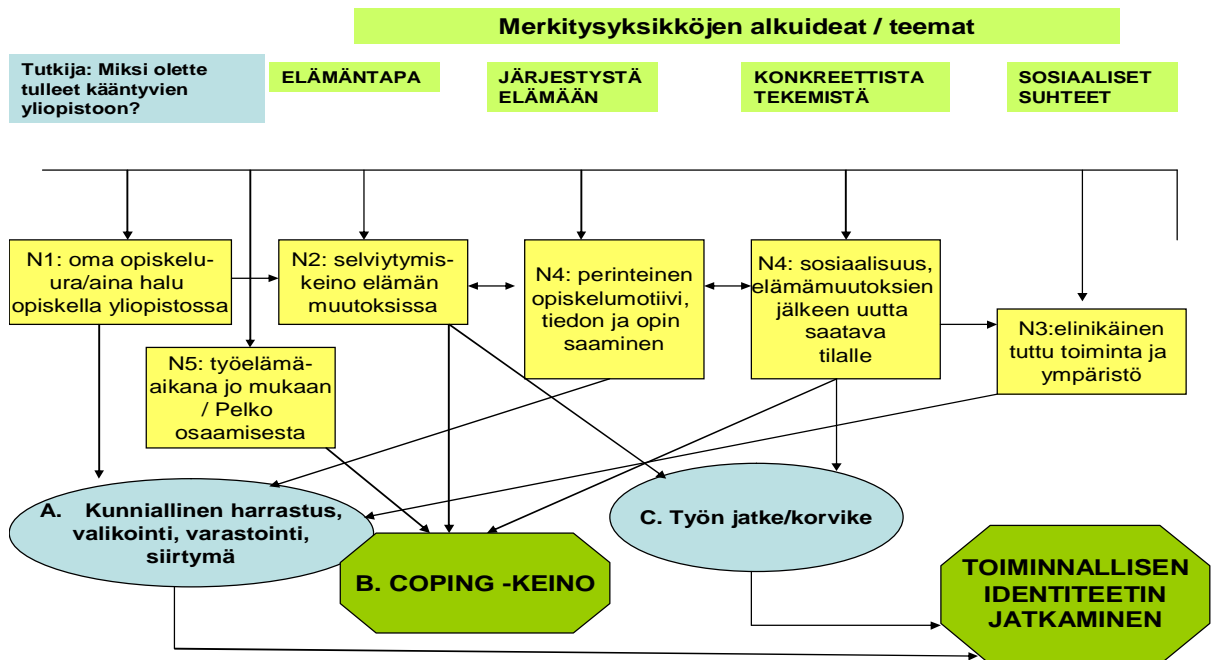 Merkitysyksikköjen alkuideat / teemat
Tutkija: Miksi olette
tulleet kääntyvien
yliopistoon?
ELÄMÄNTAPA
JÄRJESTYSTÄ
ELÄMÄÄN
KONKREETTISTA
TEKEMISTÄ
SOSIAALISET
SUHTEET
N1: oma opiskelu-
ura/aina halu
opiskella yliopistossa
N2: selviytymis-
keino elämän
muutoksissa
N4: perinteinen
opiskelumotiivi,
tiedon ja opin
saaminen
N4: sosiaalisuus,
elämämuutoksien
jälkeen uutta
saatava
tilalle
N3:elinikäinen
tuttu toiminta ja
ympäristö
N5: työelämä-
aikana jo mukaan
/ Pelko
osaamisesta
A. Kunniallinen harrastus,
valikointi, varastointi,
siirtymä
B. COPING -KEINO
C. Työn jatke/korvike
TOIMINNALLISEN
IDENTITEETIN
JATKAMINEN